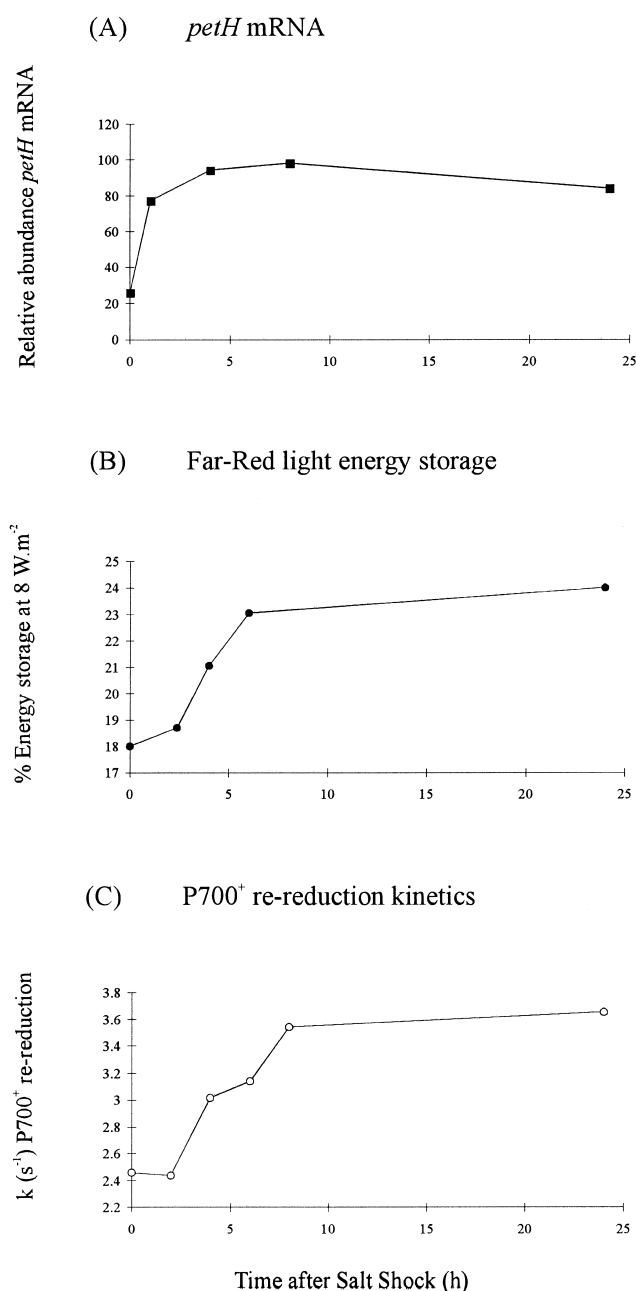 (A) petH mRNA
Relative abundance petH mRNA
120
100
80
60
40
20
0
0 5 10 15 20 25
(B) Far-Red light energy storage
% Energy storage at 8 W.m⁻²
25
24
23
22
21
20
19
18
17
0 5 10 15 20 25
(C) P700⁺ re-reduction kinetics
k (s⁻¹) P700⁺ re-reduction
3.8
3.6
3.4
3.2
3
2.8
2.6
2.4
2.2
0 5 10 15 20 25
Time after Salt Shock (h)